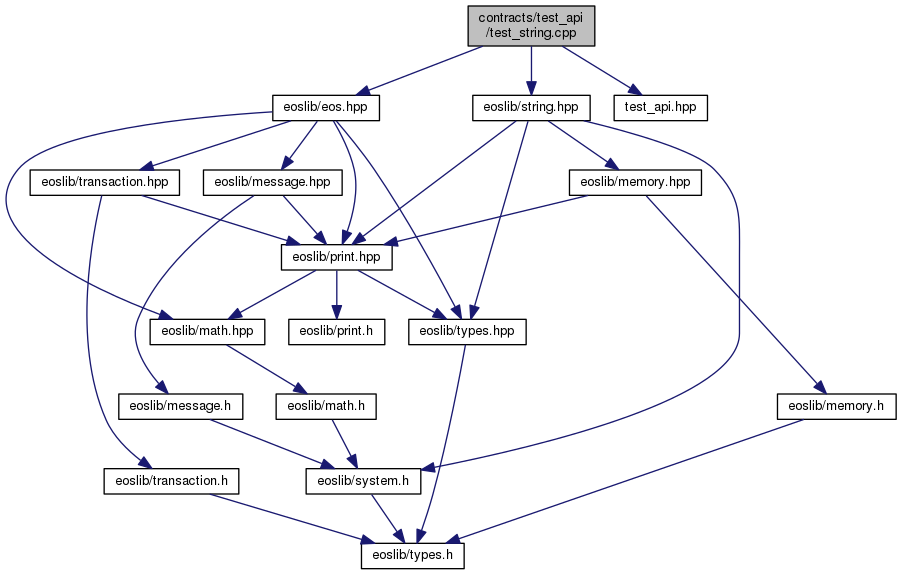 contracts/test_api
/test_string.cpp
eoslib/eos.hpp
eoslib/string.hpp
test_api.hpp
eoslib/transaction.hpp
eoslib/message.hpp
eoslib/memory.hpp
eoslib/print.hpp
eoslib/math.hpp
eoslib/print.h
eoslib/types.hpp
eoslib/message.h
eoslib/math.h
eoslib/memory.h
eoslib/transaction.h
eoslib/system.h
eoslib/types.h